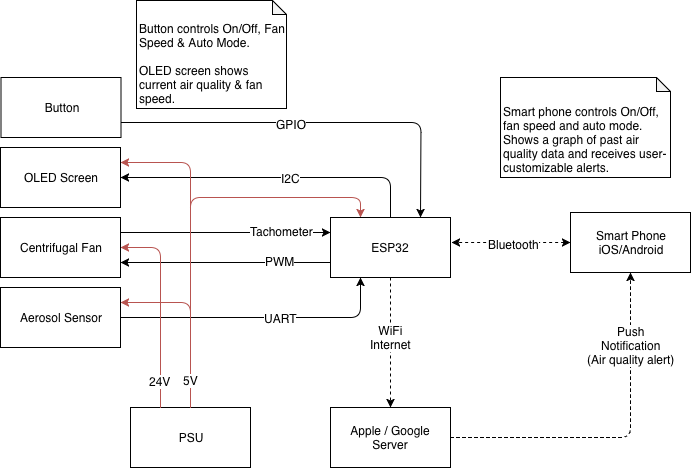 Button controls On/Off, Fan
Speed & Auto Mode.
OLED screen shows
current air quality & fan
speed.
Smart phone controls On/Off,
fan speed and auto mode.
Shows a graph of past air
quality data and receives user-
customizable alerts.
Button
GPIO
OLED Screen
I2C
Centrifugal Fan
Tachometer
PWM
ESP32
Bluetooth
Smart Phone
iOS/Android
Aerosol Sensor
UART
WiFi
Internet
Push
Notification
(Air quality alert)
24V
5V
PSU
Apple / Google
Server